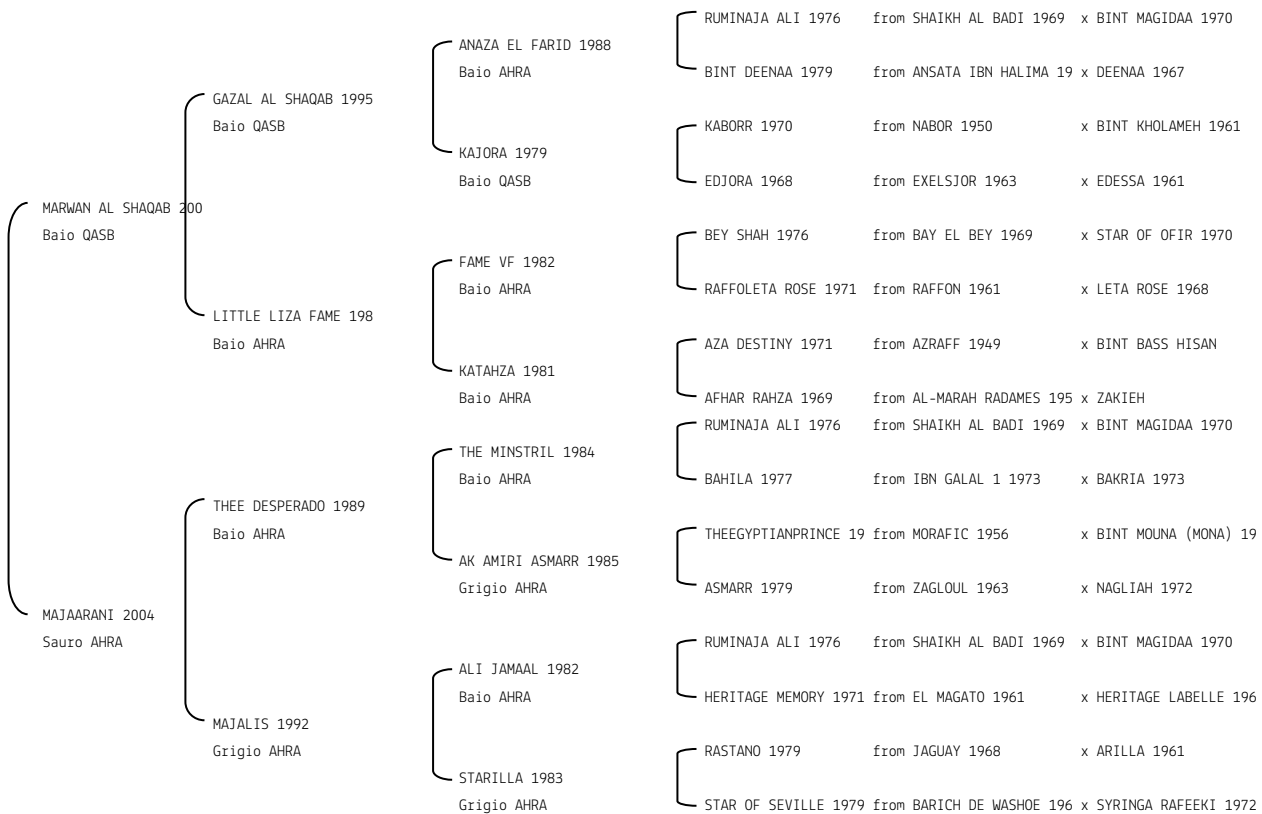 RUMINAJA ALI 1976 from SHAIKH AL BADI 1969 x BINT MAGIDAA 1970
ANAZA EL FARID 1988
Baio AHRA BINT DEENAA 1979 from ANSATA IBN HALIMA 19 x DEENAA 1967
GAZAL AL SHAQAB 1995
Baio QASB KABORR 1970 from NABOR 1950 x BINT KHOLAMEH 1961
KAJORA 1979
Baio QASB EDJORA 1968 from EXELSJOR 1963 x EDESSA 1961
MARWAN AL SHAQAB 200
Baio QASB BEY SHAH 1976 from BAY EL BEY 1969 x STAR OF OFIR 1970
FAME VF 1982
Baio AHRA RAFFOLETA ROSE 1971 from RAFFON 1961 x LETA ROSE 1968
LITTLE LIZA FAME 198
Baio AHRA AZA DESTINY 1971 from AZRAFF 1949 x BINT BASS HISAN
KATAHZA 1981
Baio AHRA AFHAR RAHZA 1969 from AL-MARAH RADAMES 195 x ZAKIEH
RUMINAJA ALI 1976 from SHAIKH AL BADI 1969 x BINT MAGIDAA 1970
THE MINSTRIL 1984
Baio AHRA BAHILA 1977 from IBN GALAL 1 1973 x BAKRIA 1973
THEE DESPERADO 1989
Baio AHRA THEEGYPTIANPRINCE 19 from MORAFIC 1956 x BINT MOUNA (MONA) 19
AK AMIRI ASMARR 1985
Grigio AHRA ASMARR 1979 from ZAGLOUL 1963 x NAGLIAH 1972
MAJAARANI 2004
Sauro AHRA RUMINAJA ALI 1976 from SHAIKH AL BADI 1969 x BINT MAGIDAA 1970
ALI JAMAAL 1982
Baio AHRA HERITAGE MEMORY 1971 from EL MAGATO 1961 x HERITAGE LABELLE 196
MAJALIS 1992
Grigio AHRA RASTANO 1979 from JAGUAY 1968 x ARILLA 1961
STARILLA 1983
Grigio AHRA STAR OF SEVILLE 1979 from BARICH DE WASHOE 196 x SYRINGA RAFEEKI 1972